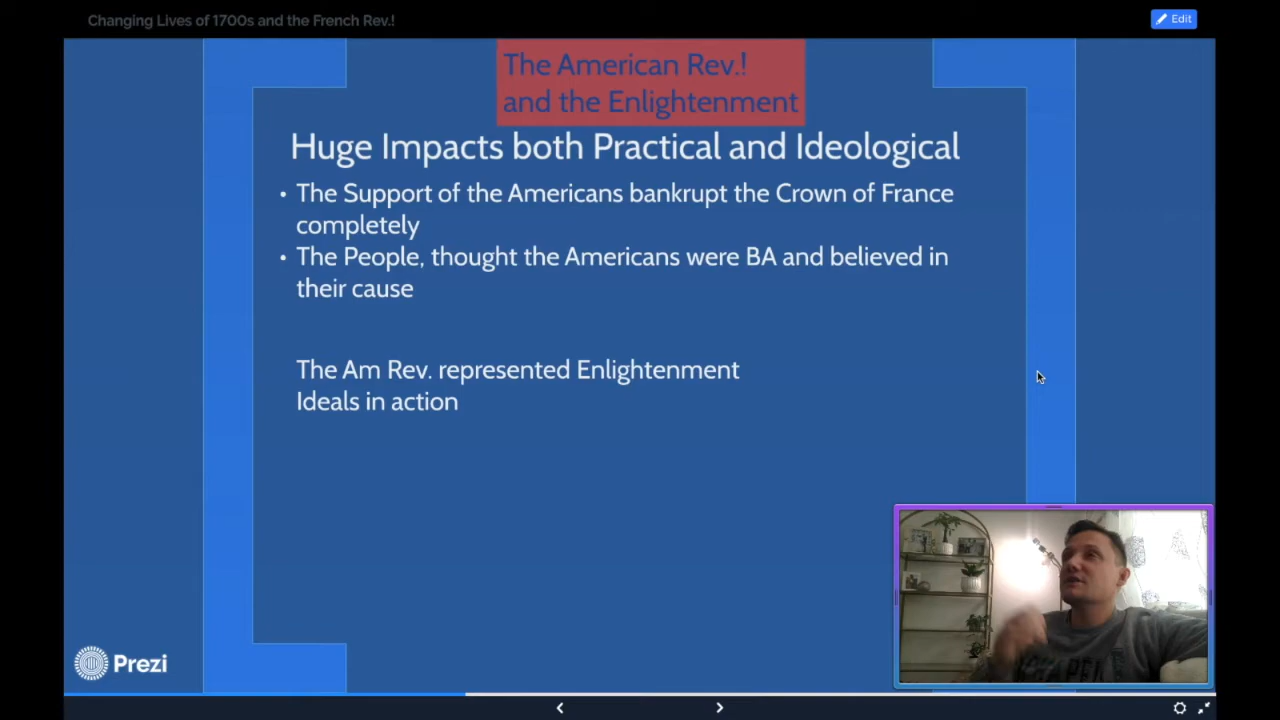 Changing Lives of 1700s and the French Rev.!
Edit
The American Rev.!
and the Enlightenment
Huge Impacts both Practical and Ideological
• The Support of the Americans bankrupt the Crown of France
completely
• The People, thought the Americans were BA and believed in
their cause
The Am Rev. represented Enlightenment
Ideals in action
Prezi